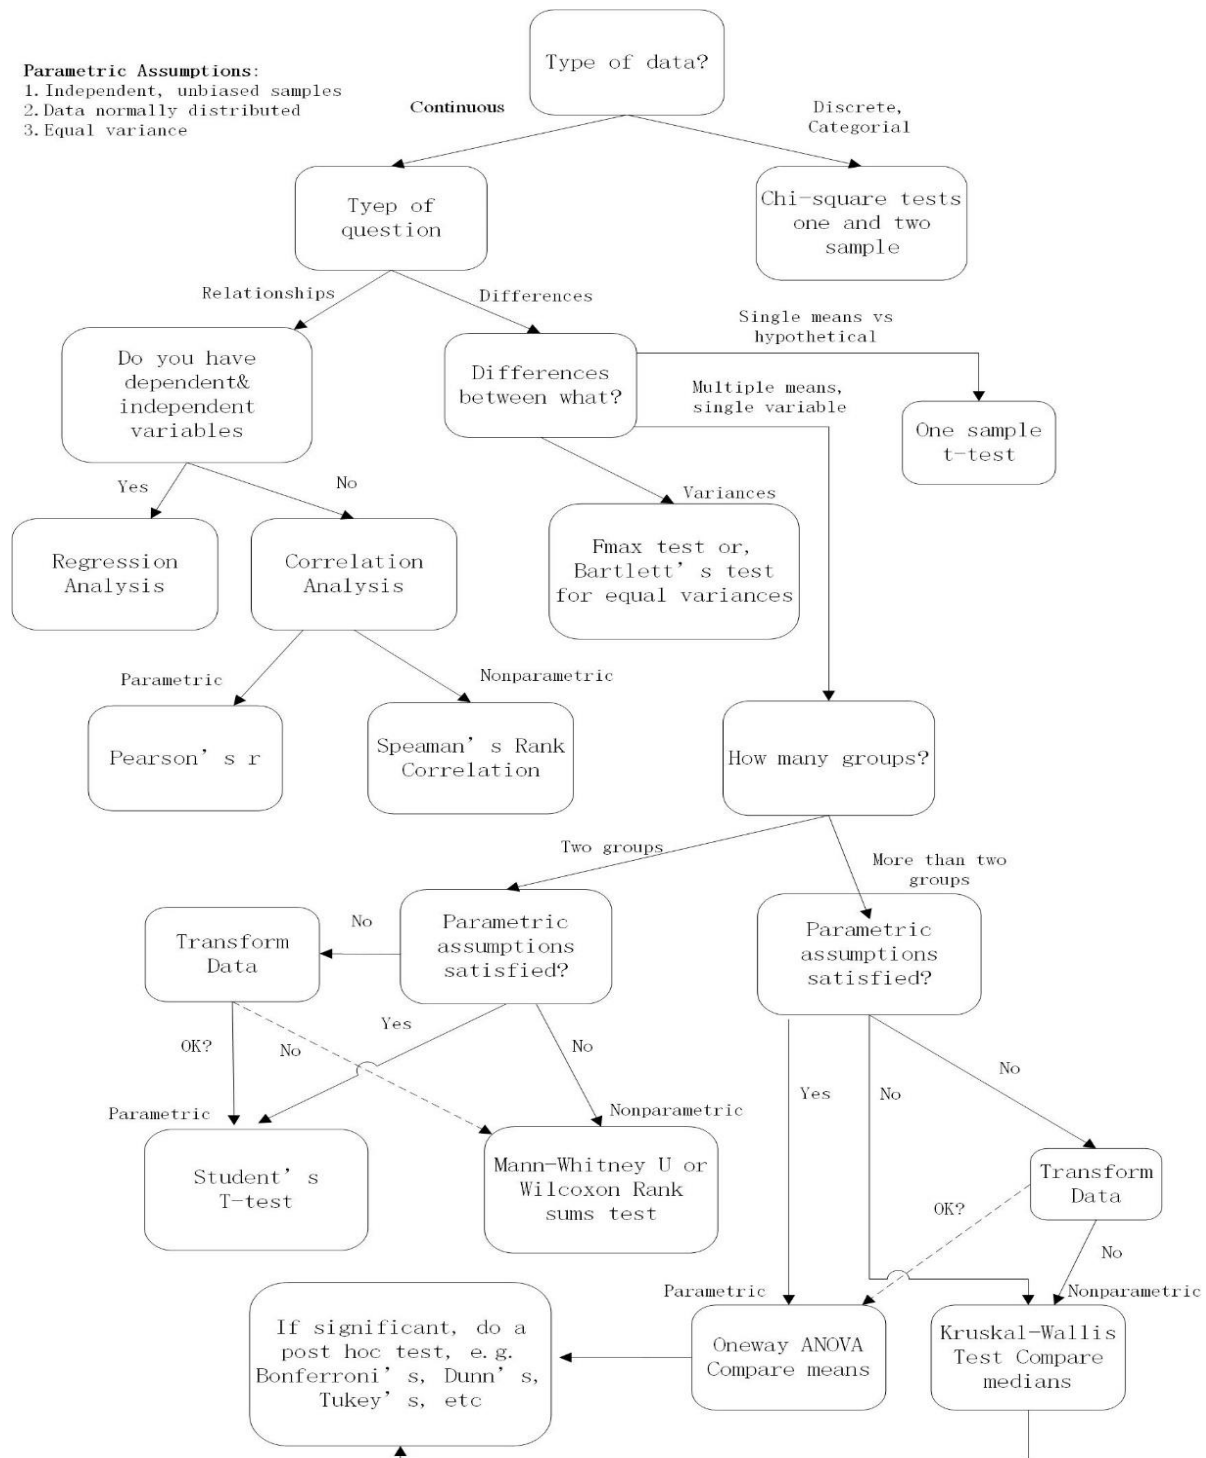 Type of data?
Parametric Assumptions:
1. Independent, unbiased samples
2. Data normally distributed
3. Equal variance
Continuous
Discrete,
Categorial
Tyep of
question
Chi-square tests
one and two
sample
Relationships
Differences
Single means vs
hypothetical
Do you have
dependent&
independent
variables
Differences
between what?
Multiple means,
single variable
One sample
t-test
Yes
No
Variances
Regression
Analysis
Correlation
Analysis
Fmax test or,
Bartlett's test
for equal variances
Parametric
Nonparametric
Pearson's r
Speaman's Rank
Correlation
How many groups?
Two groups
More than two
groups
Transform
Data
No
Parametric
assumptions
satisfied?
Parametric
assumptions
satisfied?
OK?
No
Yes
No
Yes
No
No
Parametric
Nonparametric
Student's
T-test
Mann-Whitney U or
Wilcoxon Rank
sums test
Transform
Data
OK?
No
Parametric
Nonparametric
If significant, do a
post hoc test, e.g.
Bonferroni's, Dunn's,
Tukey's, etc
Oneway ANOVA
Compare means
Kruskal-Wallis
Test Compare
medians